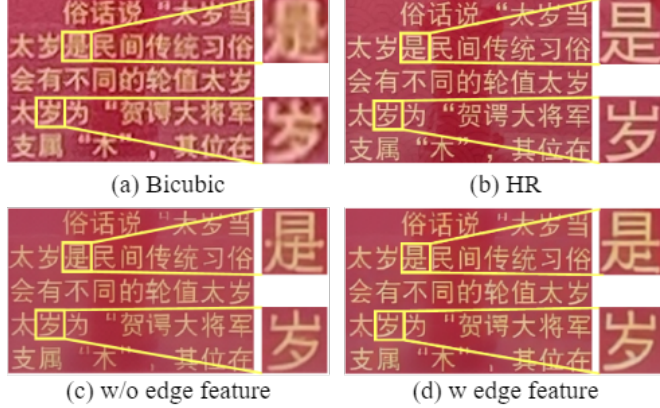 俗话说 “太岁当
是
太岁是民间传统习俗
会有不同的轮值太岁
太岁为 “贺谔大将军
岁
支属 “木” ，其位在
(a) Bicubic
俗话说 “太岁当
是
太岁是民间传统习俗
会有不同的轮值太岁
太岁为 “贺谔大将军
岁
支属 “木” ，其位在
(b) HR
俗话说 “太岁当
是
太岁是民间传统习俗
会有不同的轮值太岁
太岁为 “贺谔大将军
岁
支属 “木” ，其位在
(c) w/o edge feature
俗话说 “太岁当
是
太岁是民间传统习俗
会有不同的轮值太岁
太岁为 “贺谔大将军
岁
支属 “木” ，其位在
(d) w edge feature